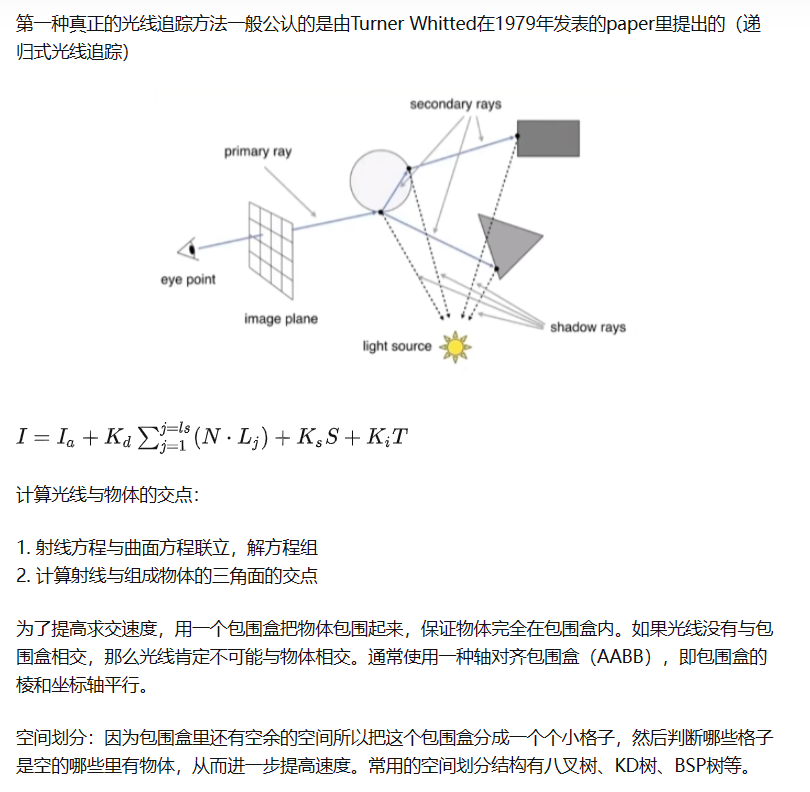 第一种真正的光线追踪方法一般公认的是由Turner Whitted在1979年发表的paper里提出的（递
归式光线追踪）
secondary rays
primary ray
eye point
image plane
shadow rays
light source
I = I_a + K_d ∑_{j=1}^{j=ls} (N · L_j) + K_s S + K_i T
计算光线与物体的交点：
1. 射线方程与曲面方程联立，解方程组
2. 计算射线与组成物体的三角面的交点
为了提高求交速度，用一个包围盒把物体包围起来，保证物体完全在包围盒内。如果光线没有与包
围盒相交，那么光线肯定不可能与物体相交。通常使用一种轴对齐包围盒（AABB），即包围盒的
棱和坐标轴平行。
空间划分：因为包围盒里还有空余的空间所以把这个包围盒分成一个个小格子，然后判断哪些格子
是空的哪些里有物体，从而进一步提高速度。常用的空间划分结构有八叉树、KD树、BSP树等。